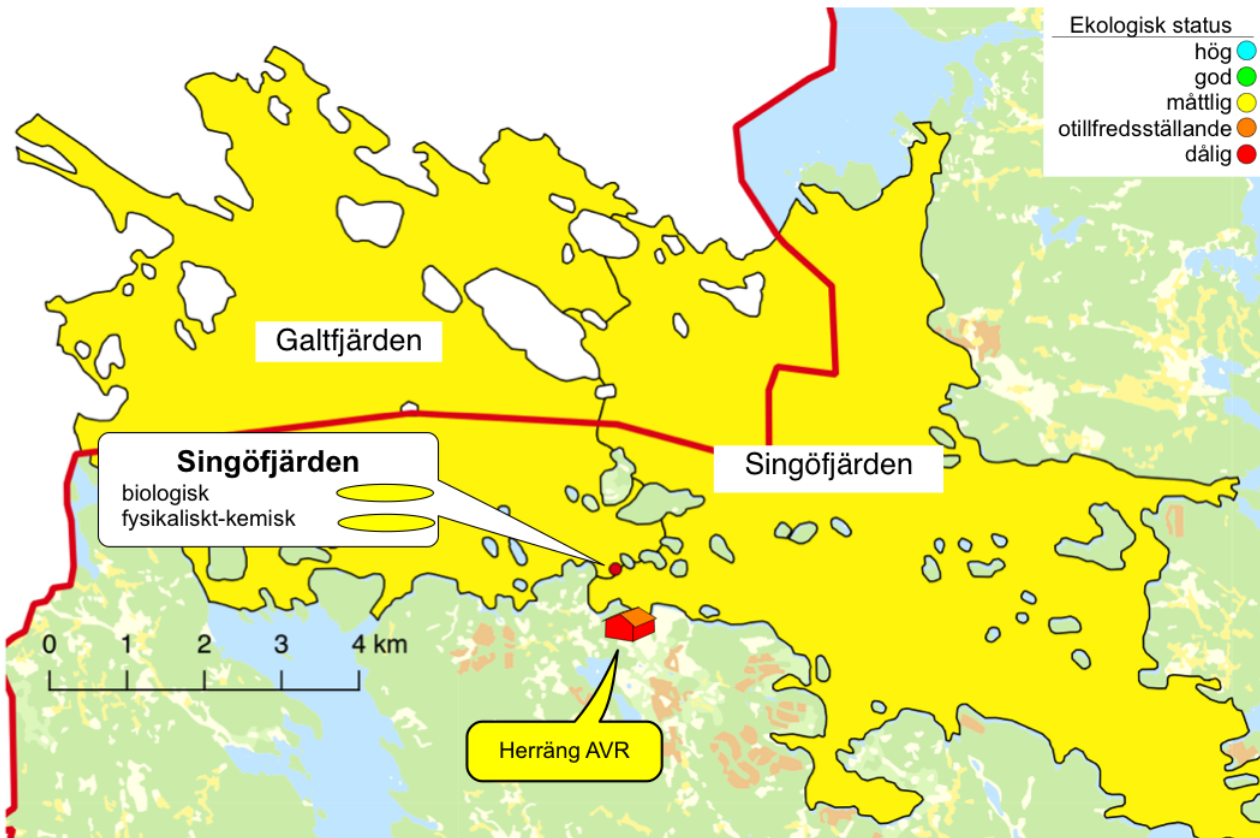 Ekologisk status
hög
god
måttlig
otillfredsställande
dålig
Galtfjärden
Singöfjärden
biologisk
fysikaliskt-kemisk
Singöfjärden
0 1 2 3 4 km
Herräng AVR